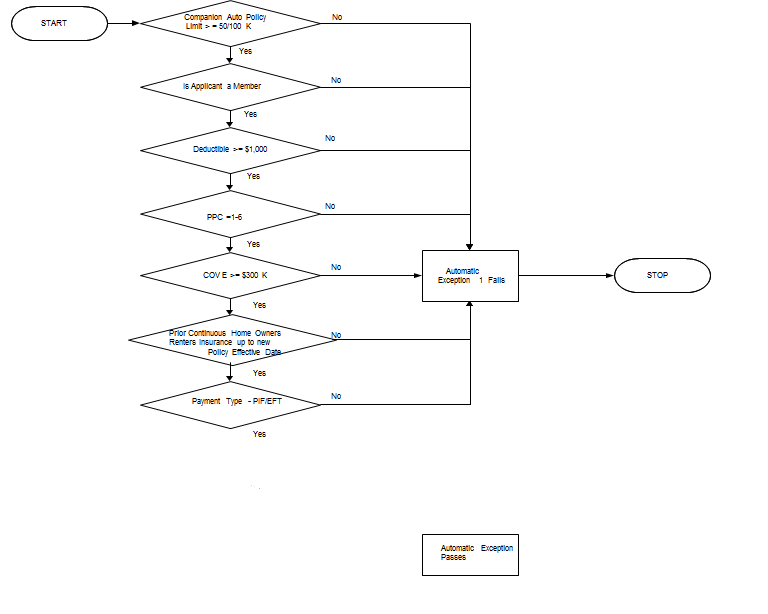 START
Companion Auto Policy
Limit > = 50/100 K
No
Yes
Is Applicant a Member
No
Yes
Deductible >= $1,000
No
Yes
PPC =1-6
No
Yes
COV E >= $300 K
No
Automatic
Exception 1 Fails
STOP
Yes
Prior Continuous Home Owners
Renters Insurance up to new
Policy Effective Date
No
Yes
Payment Type - PIF/EFT
No
Yes
Automatic Exception
Passes